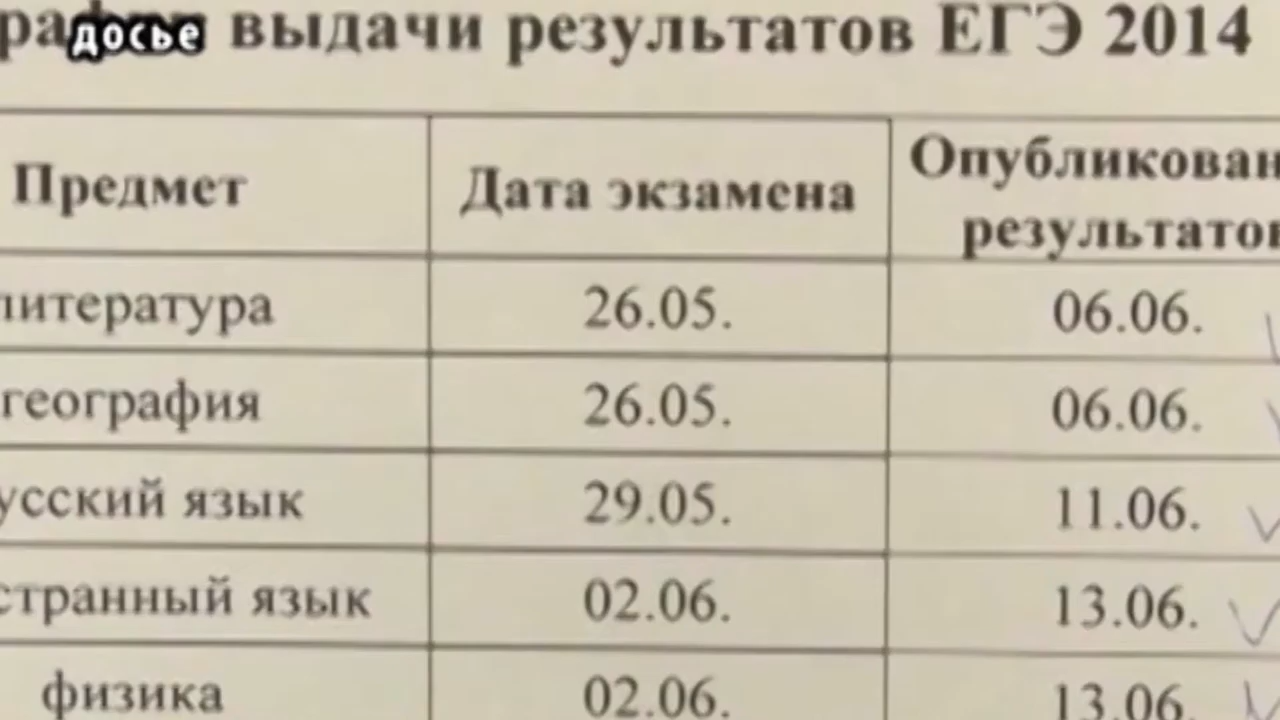 досье
выдачи результатов ЕГЭ 2014
Предмет Дата экзамена Опубликован
результатов
литература 26.05. 06.06.
география 26.05. 06.06.
усский язык 29.05. 11.06.
странный язык 02.06. 13.06.
физика 02.06. 13.06.